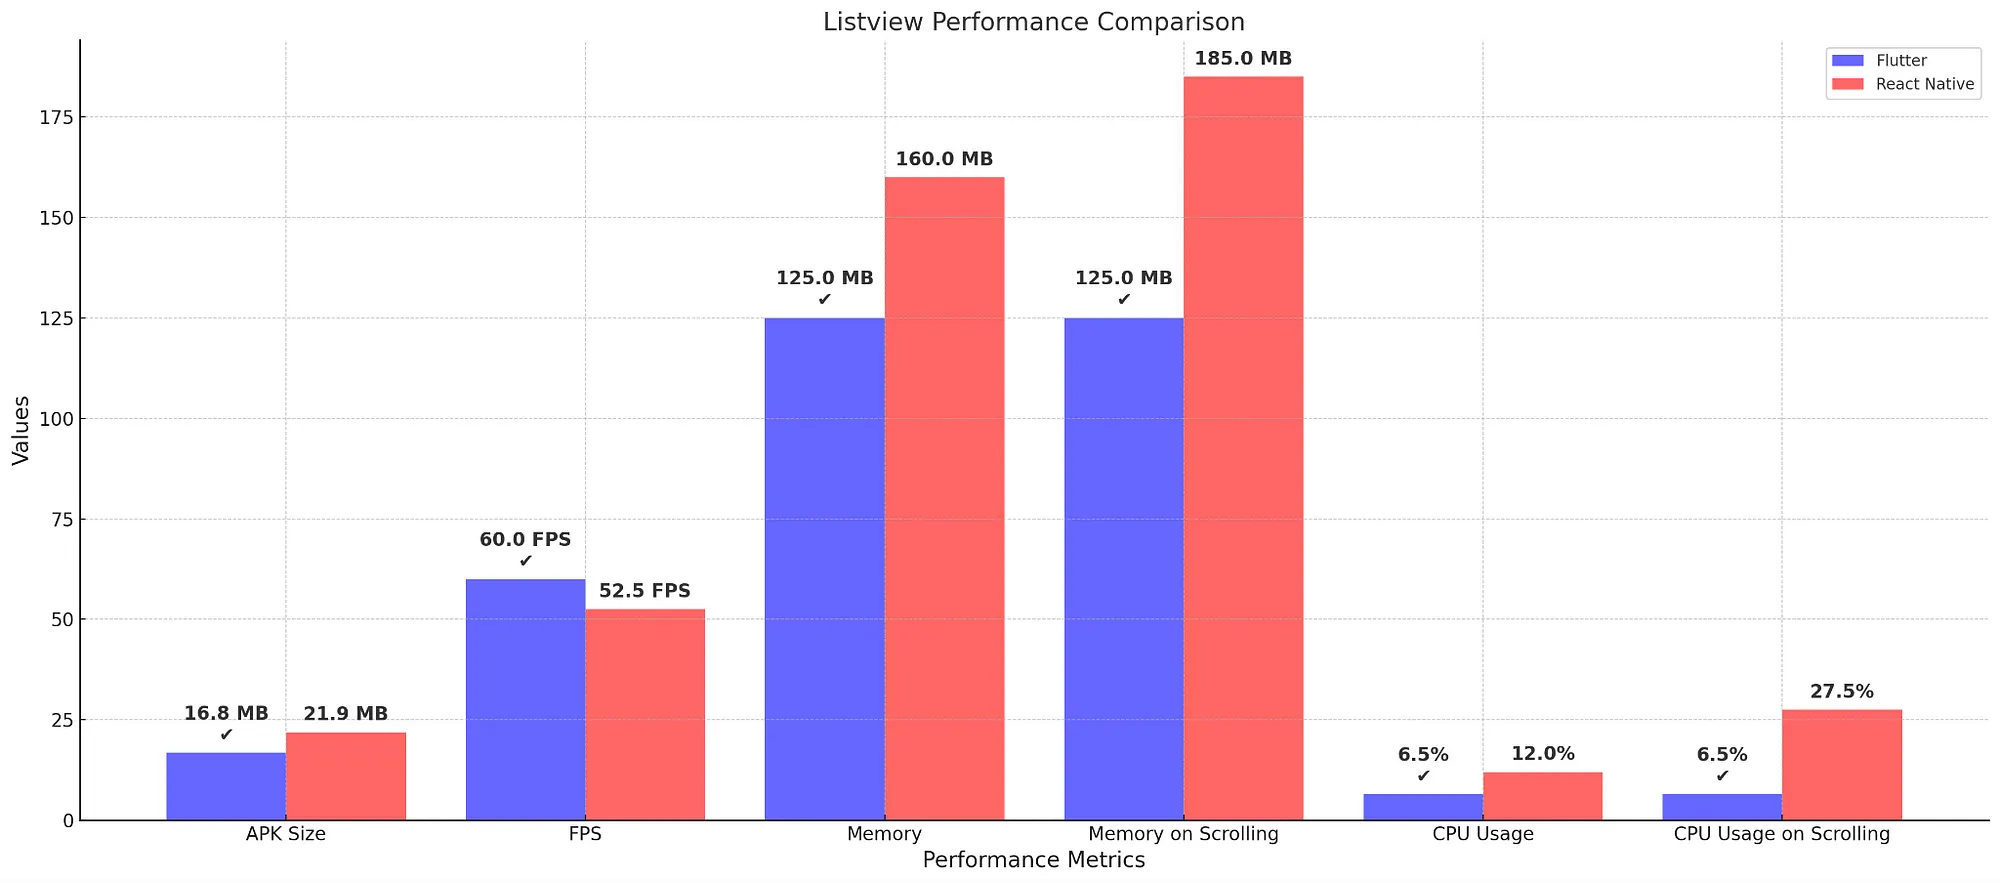 Listview Performance Comparison
Flutter
React Native
Values
175
150
125
100
75
50
25
0
16.8 MB
✔
21.9 MB
60.0 FPS
✔
52.5 FPS
125.0 MB
✔
160.0 MB
125.0 MB
✔
185.0 MB
6.5%
✔
12.0%
6.5%
✔
27.5%
APK Size
FPS
Memory
Memory on Scrolling
CPU Usage
CPU Usage on Scrolling
Performance Metrics